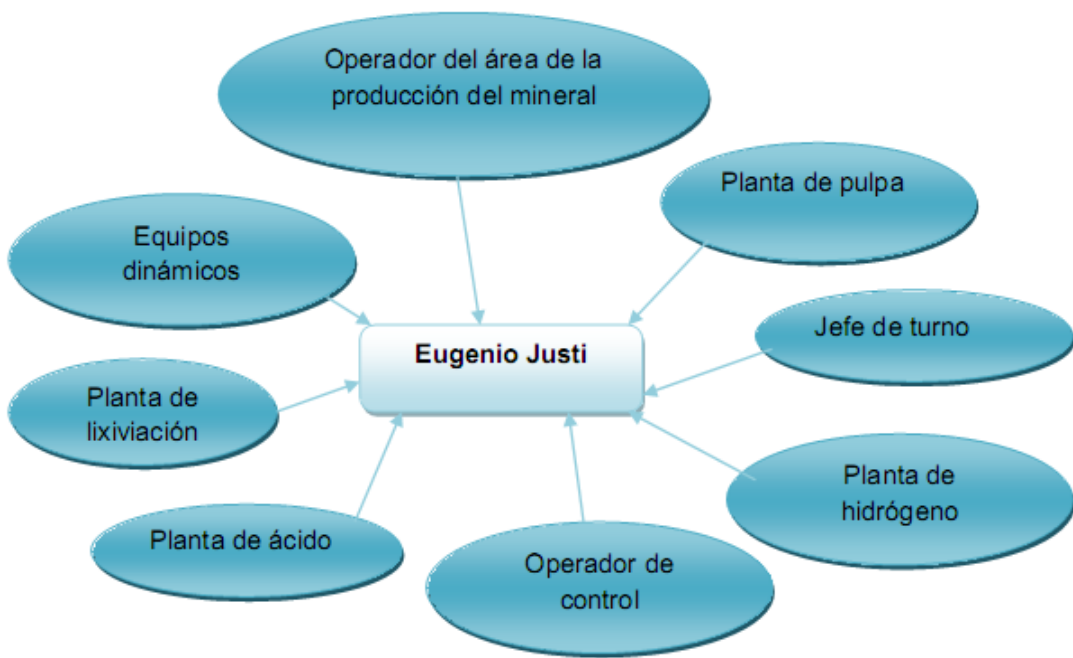 Operador del área de la
producción del mineral
Planta de pulpa
Equipos
dinámicos
Jefe de turno
Eugenio Justi
Planta de
lixiviación
Planta de
hidrógeno
Planta de ácido
Operador de
control